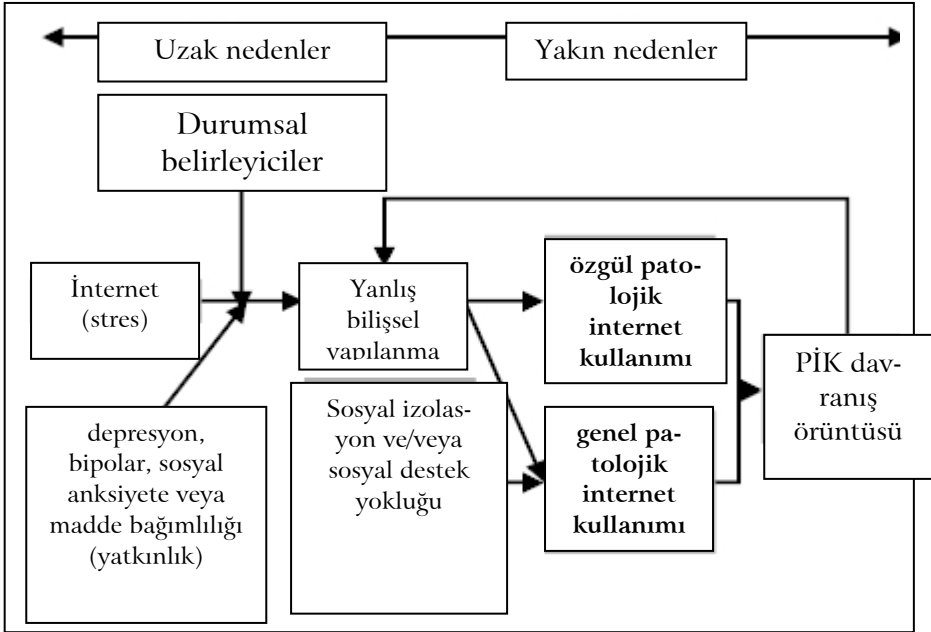 Uzak nedenler
Yakın nedenler
Durumsal
belirleyiciler
İnternet
(stres)
Yanlış
bilişsel
yapılanma
özgül pato-
lojik
internet
kullanımı
PİK dav-
ranış
örüntüsü
depresyon,
bipolar, sosyal
anksiyete veya
madde bağımlılığı
(yatkınlık)
Sosyal izolas-
yon ve/veya
sosyal destek
yokluğu
genel pa-
tolojik
internet
kullanımı